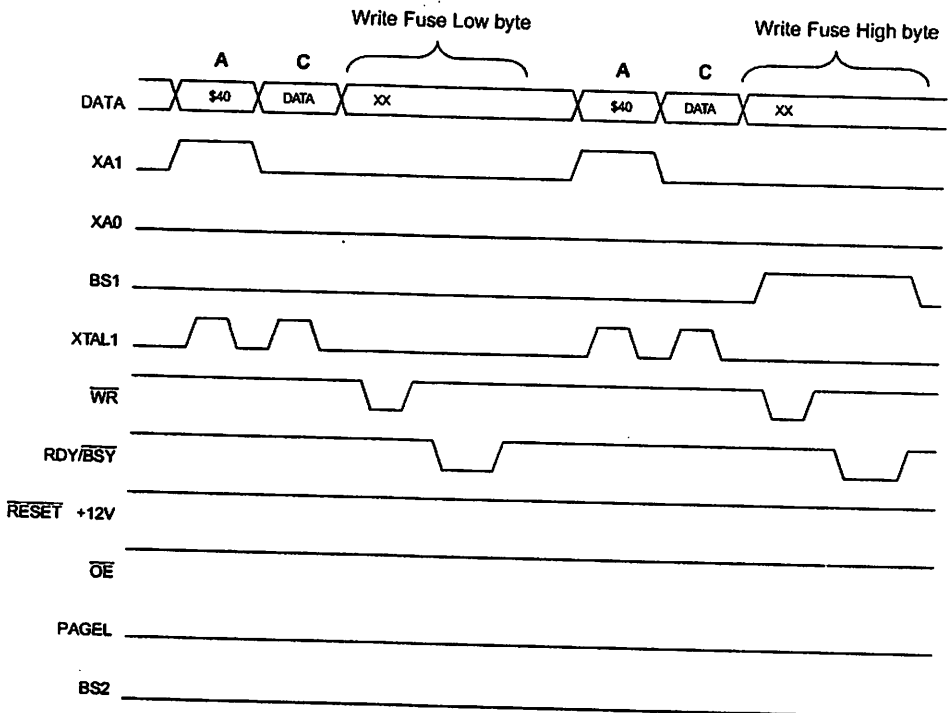 Write Fuse Low byte
Write Fuse High byte
A C A C
DATA $40 DATA XX $40 DATA XX
XA1
XA0
BS1
XTAL1
WR
RDY/BSY
RESET +12V
OE
PAGEL
BS2